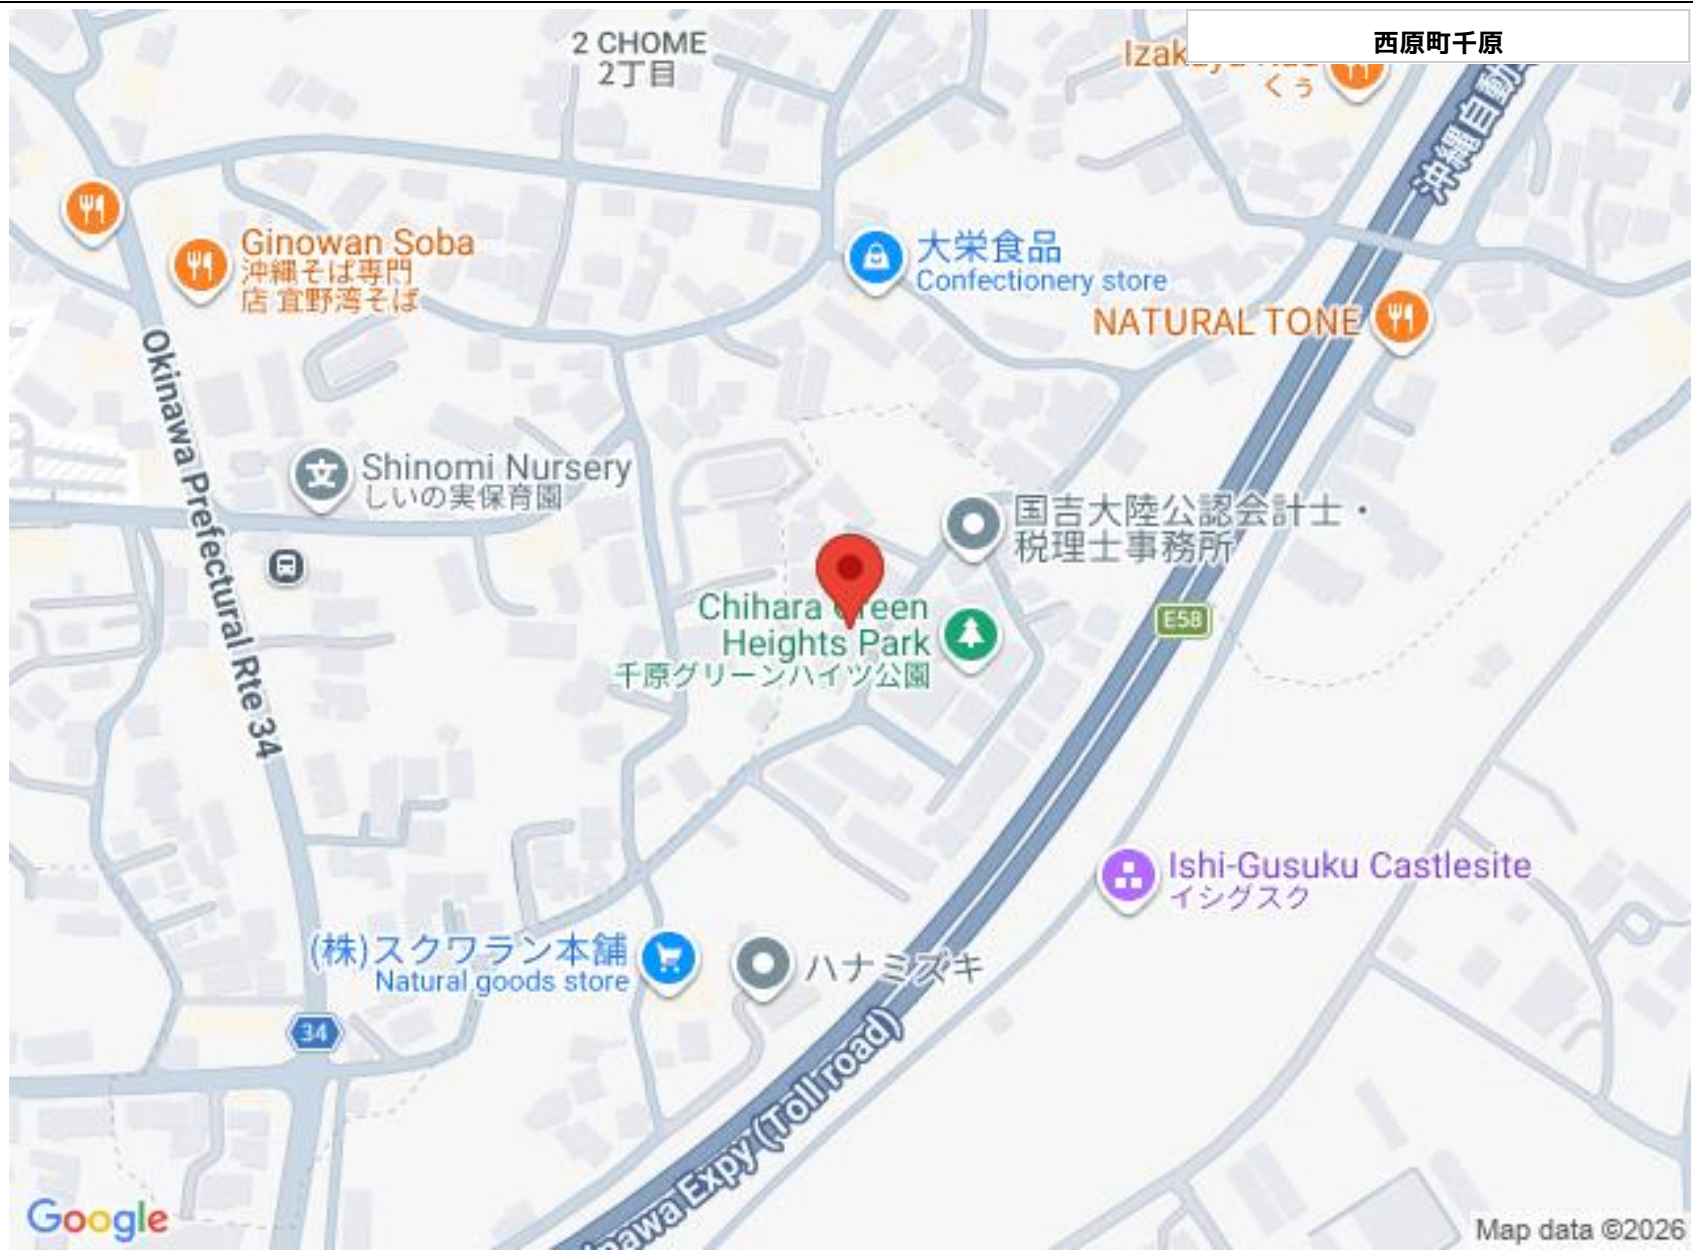 西原町千原
2 CHOME
2丁目
くぅ
沖縄自動
Ginowan Soba
沖縄そば専門
店 宜野湾そば
大栄食品
Confectionery store
NATURAL TONE
Okinawa Prefectural Rte 34
Shinomi Nursery
しいの実保育園
国吉大陸公認会計士・
税理士事務所
Chihara Green
Heights Park
千原グリーンハイツ公園
E58
Ishi-Gusuku Castlesite
イシグスク
(株)スクワラン本舗
Natural goods store
ハナミズキ
34
Expy (Toll road)
Google
Map data ©2026